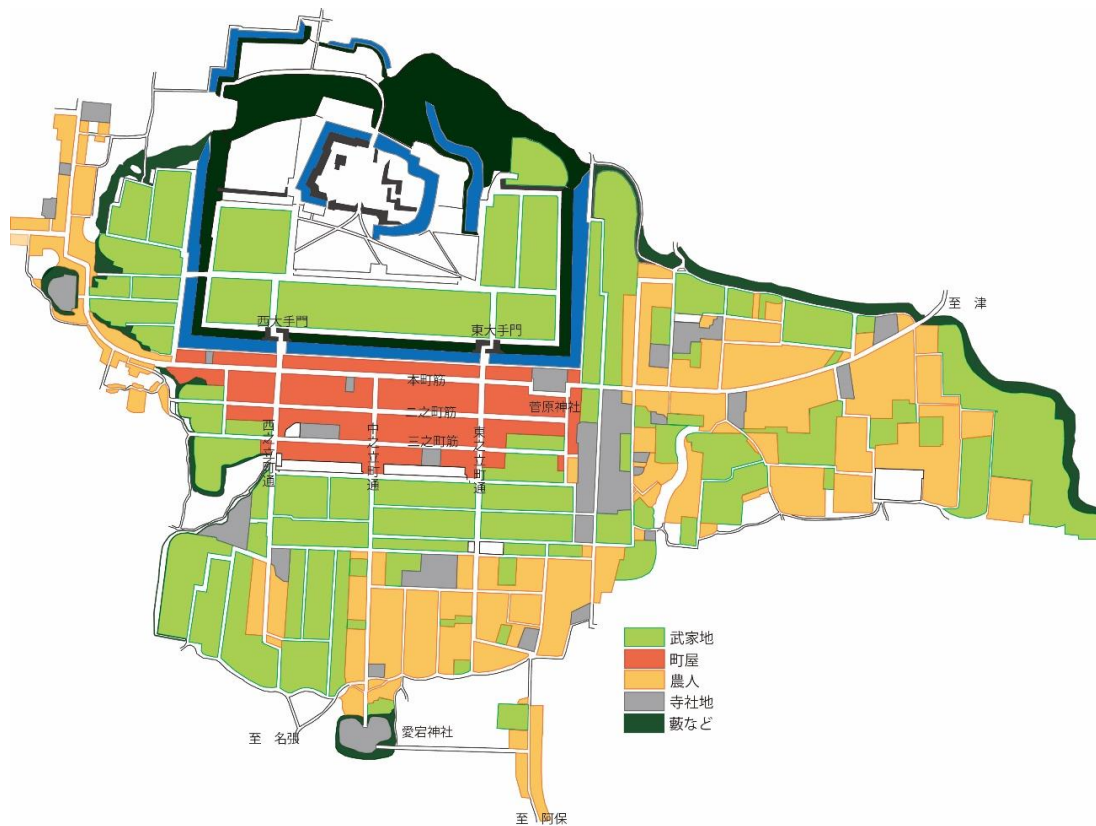 至　津
西大手門
東大手門
本町筋
菅原神社
二之町筋
三之町筋
西之立町通
中之立町通
東之立町通
武家地
町屋
農人
寺社地
藪など
愛宕神社
至　名張
至　阿保